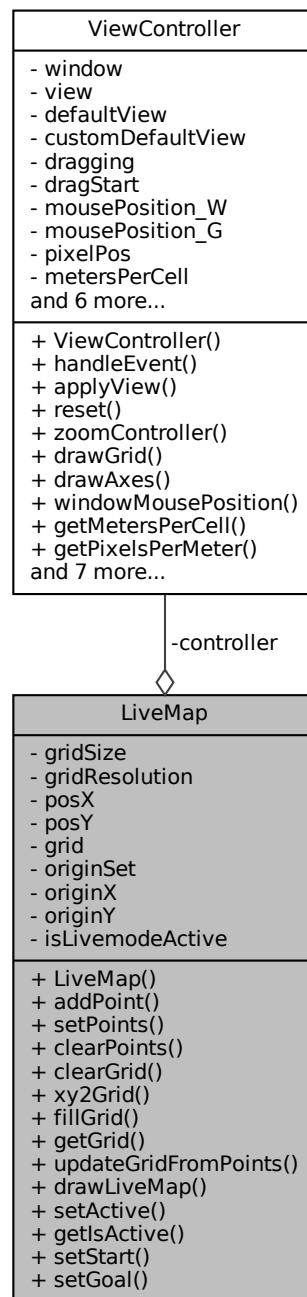 ViewController
- window
- view
- defaultView
- customDefaultView
- dragging
- dragStart
- mousePosition_W
- mousePosition_G
- pixelPos
- metersPerCell
and 6 more...
+ ViewController()
+ handleEvent()
+ applyView()
+ reset()
+ zoomController()
+ drawGrid()
+ drawAxes()
+ windowMousePosition()
+ getMetersPerCell()
+ getPixelsPerMeter()
and 7 more...
-controller
LiveMap
- gridSize
- gridResolution
- posX
- posY
- grid
- originSet
- originX
- originY
- isLivemodeActive
+ LiveMap()
+ addPoint()
+ setPoints()
+ clearPoints()
+ clearGrid()
+ xy2Grid()
+ fillGrid()
+ getGrid()
+ updateGridFromPoints()
+ drawLiveMap()
+ setActive()
+ getIsActive()
+ setStart()
+ setGoal()